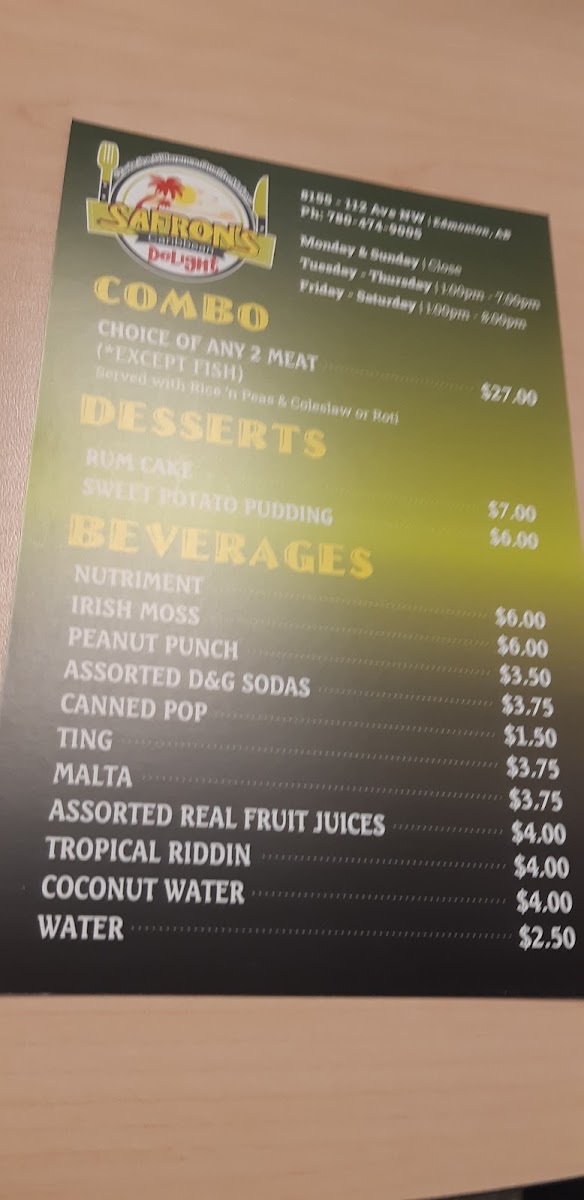 SAFFRON'S
Caribbean
DELIGHT
8155 - 112 Ave NW | Edmonton, AB
Ph: 780-474-9095
Monday & Sunday | Close
Tuesday - Thursday | 1:00pm - 7:00pm
Friday - Saturday | 1:00pm - 8:00pm
COMBO
CHOICE OF ANY 2 MEAT $27.00
(*EXCEPT FISH)
Served with Rice 'n Peas & Coleslaw or Roti
DESSERTS
RUM CAKE $7.00
SWEET POTATO PUDDING $6.00
BEVERAGES
NUTRIMENT $6.00
IRISH MOSS $6.00
PEANUT PUNCH $3.50
ASSORTED D&G SODAS $3.75
CANNED POP $1.50
TING $3.75
MALTA $3.75
ASSORTED REAL FRUIT JUICES $4.00
TROPICAL RIDDIN $4.00
COCONUT WATER $4.00
WATER $2.50